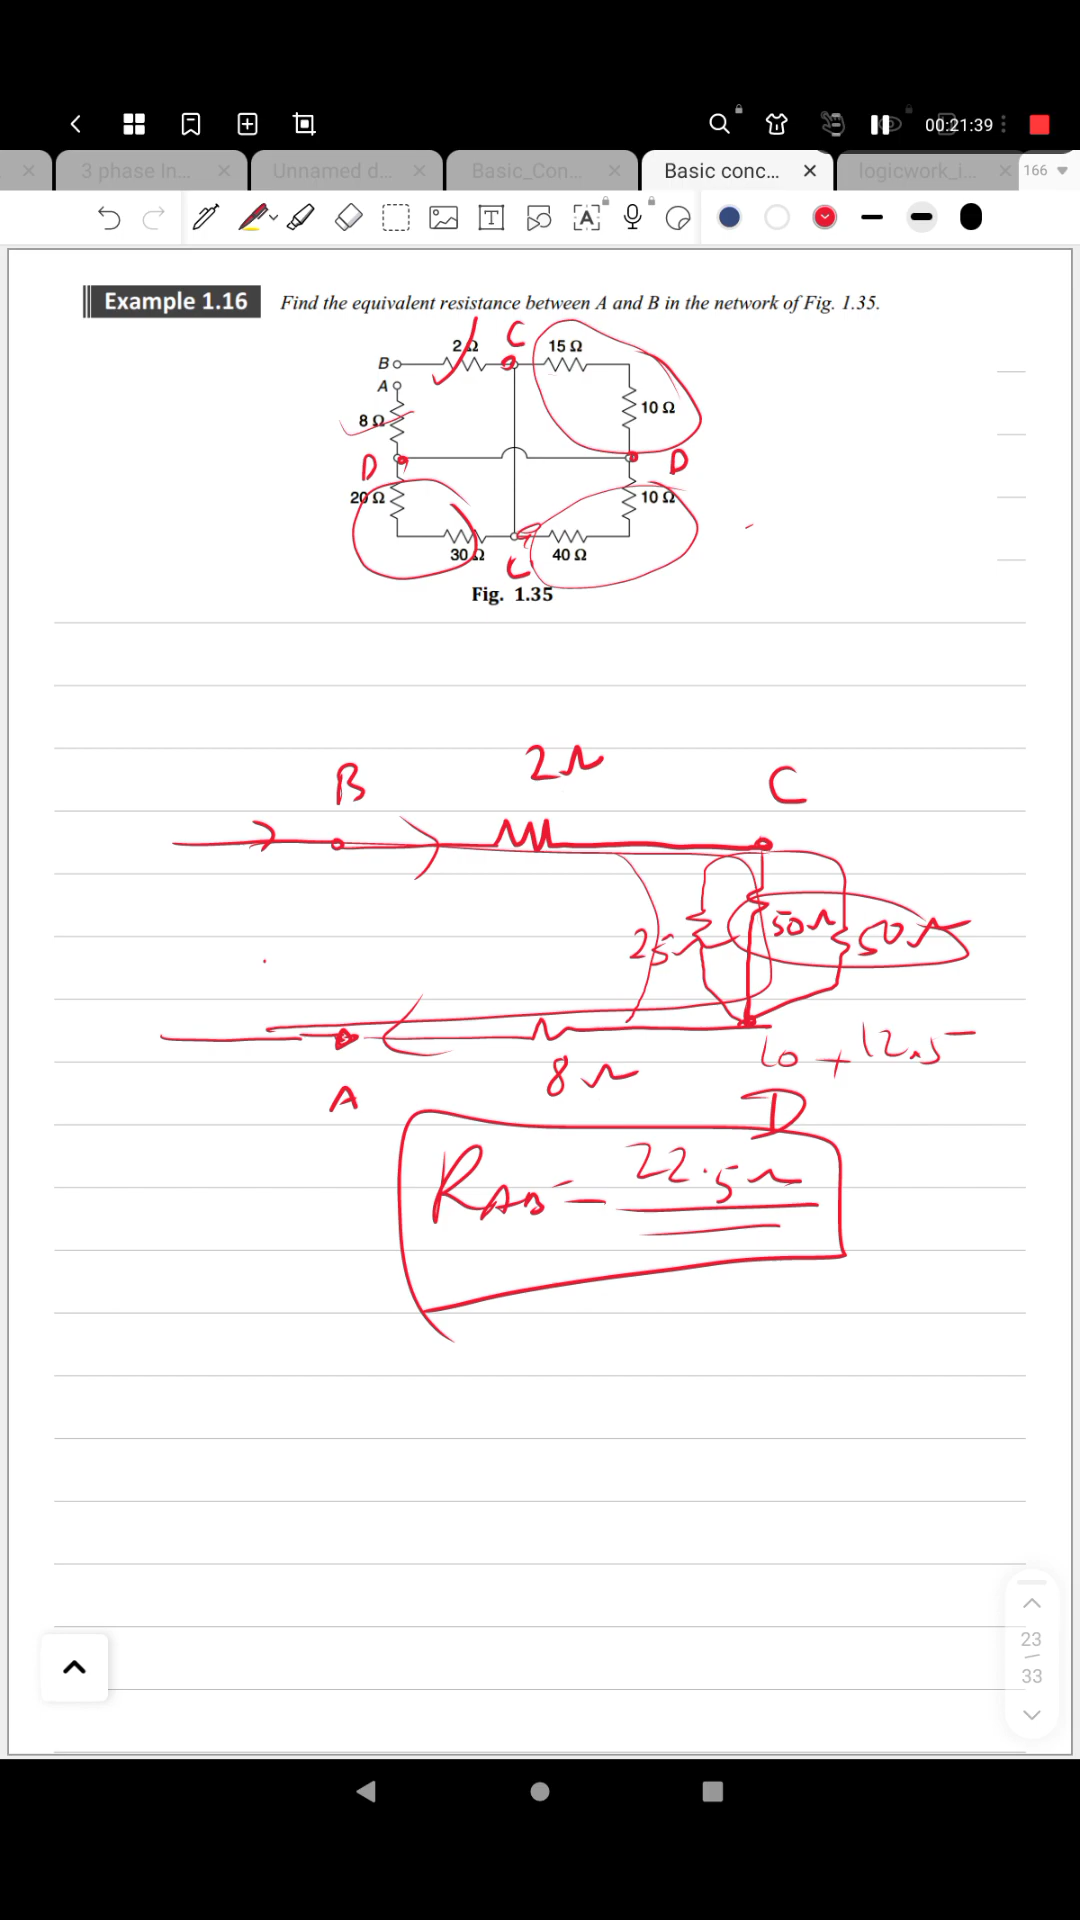 00:21:39
3 phase In...
Unnamed d...
Basic_Con...
Basic conc...
logicwork_i...
166
Example 1.16 Find the equivalent resistance between A and B in the network of Fig. 1.35.
C
2 Ω
15 Ω
B
A
10 Ω
8 Ω
D
D
20 Ω
10 Ω
30 Ω
40 Ω
C
Fig. 1.35
2Ω
B
C
25
50Ω
50Ω
10 + 12.5
8Ω
A
D
RAB = 22.5Ω
23
33